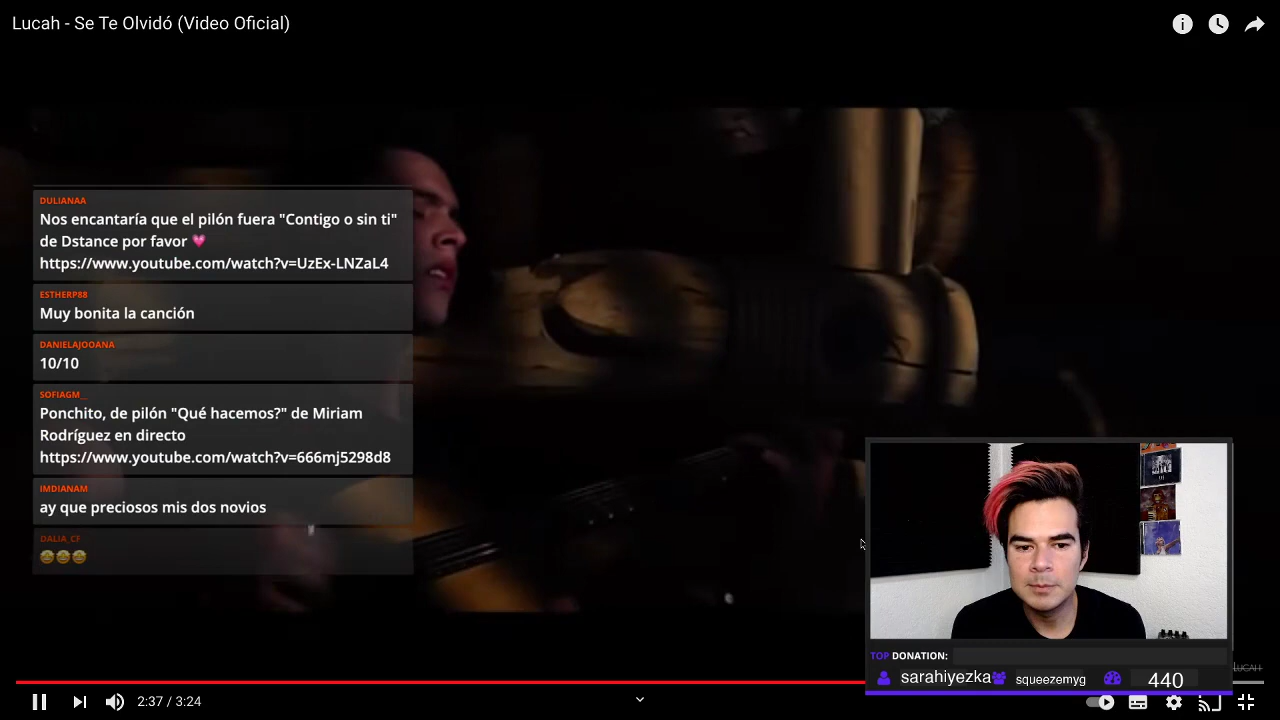 Lucah - Se Te Olvidó (Video Oficial)
DULIANAA
Nos encantaría que el pilón fuera "Contigo o sin ti"
de Dstance por favor 💗
https://www.youtube.com/watch?v=UzEx-LNZaL4
ESTHERP88
Muy bonita la canción
DANIELAJOOANA
10/10
SOFIAGM__
Ponchito, de pilón "Qué hacemos?" de Miriam
Rodríguez en directo
https://www.youtube.com/watch?v=666mj5298d8
IMDIANAM
ay que preciosos mis dos novios
DALIA_CF
🤩🤩🤩
TOP DONATION:
sarahiyezka squeezemyg 440
LUCAH
2:37 / 3:24